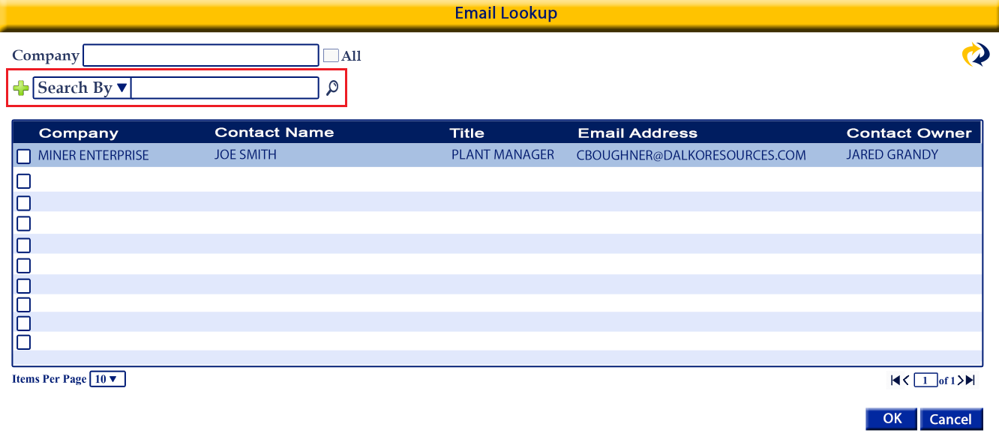 Email Lookup
Company All
Search By
Company Contact Name Title Email Address Contact Owner
MINER ENTERPRISE JOE SMITH PLANT MANAGER CBOUGHNER@DALKORESOURCES.COM JARED GRANDY
Items Per Page 10 1 of 1
OK Cancel